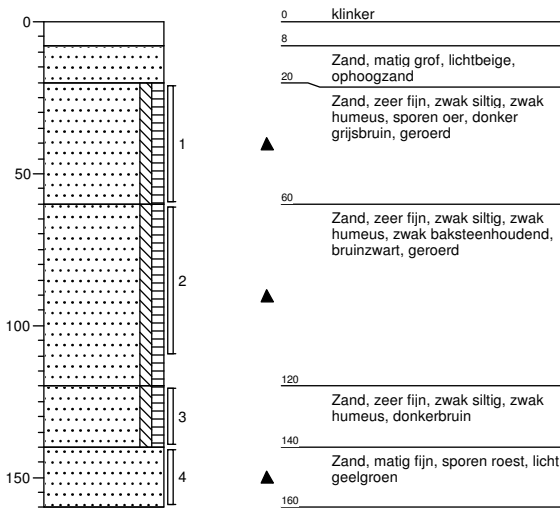 0
50
100
150
1
2
3
4
0 klinker
8
Zand, matig grof, lichtbeige,
ophoogzand
20
Zand, zeer fijn, zwak siltig, zwak
humeus, sporen oer, donker
grijsbruin, geroerd
60
Zand, zeer fijn, zwak siltig, zwak
humeus, zwak baksteenhoudend,
bruinzwart, geroerd
120
Zand, zeer fijn, zwak siltig, zwak
humeus, donkerbruin
140
Zand, matig fijn, sporen roest, licht
geelgroen
160